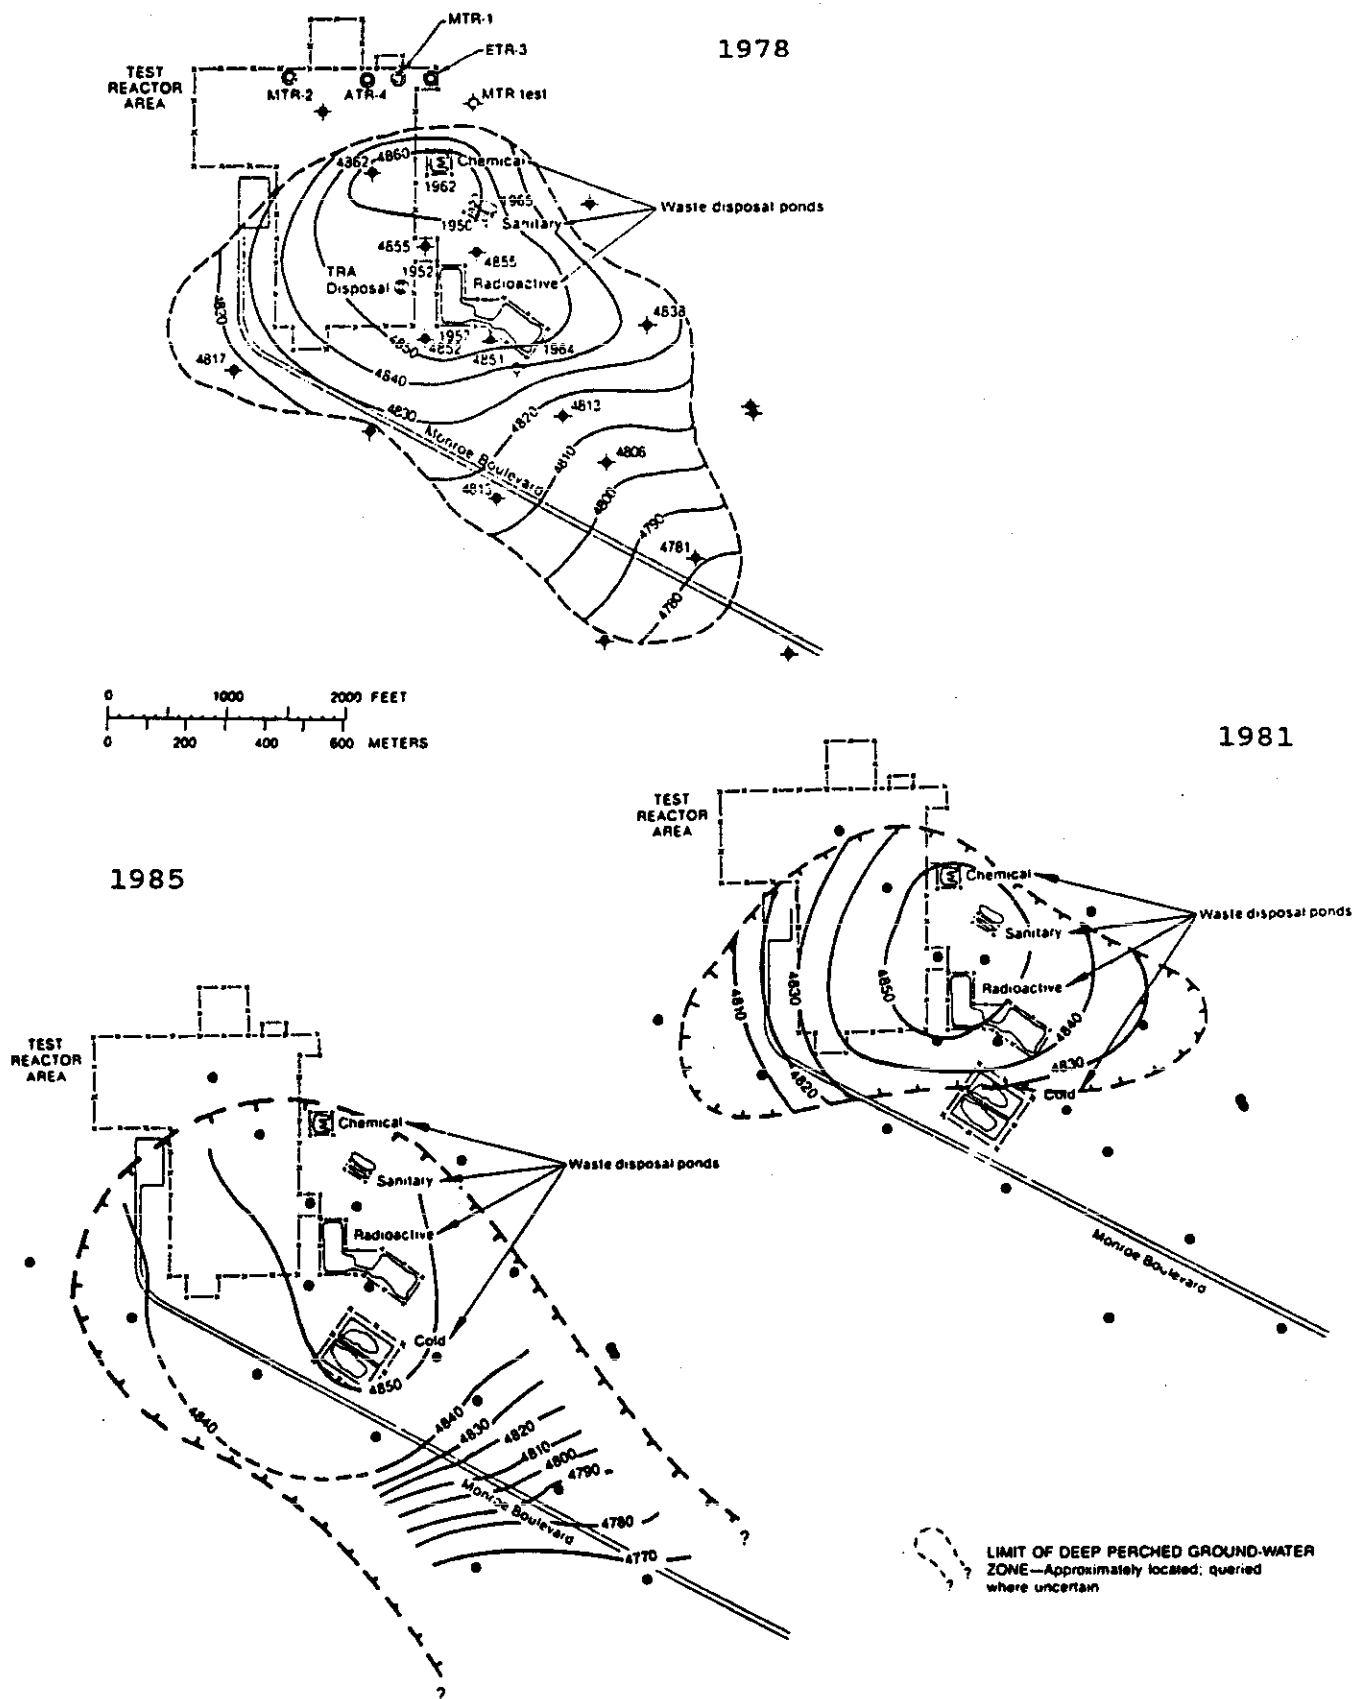 1978
MTR-1
ETR-3
TEST
REACTOR
AREA
MTR-2
ATR-4
MTR test
4862
4860
Chemical
1962
1965
Waste disposal ponds
1950
Sanitary
4855
4855
TRA
Disposal
1952
Radioactive
4820
4838
4850
4852
1957
4851
1964
4817
4840
4830
4820
4813
Monroe Boulevard
4810
4806
4800
4790
4781
4780
0 1000 2000 FEET
0 200 400 600 METERS
1981
TEST
REACTOR
AREA
Chemical
Waste disposal ponds
Sanitary
Radioactive
4810
4830
4850
4840
4830
4820
Cold
Monroe Boulevard
1985
TEST
REACTOR
AREA
Chemical
Waste disposal ponds
Sanitary
Radioactive
Cold
4850
4840
4840
4830
4820
4810
4800
4790
Monroe Boulevard
4780
4770
?
?
? ?
LIMIT OF DEEP PERCHED GROUND-WATER
ZONE—Approximately located; queried
where uncertain